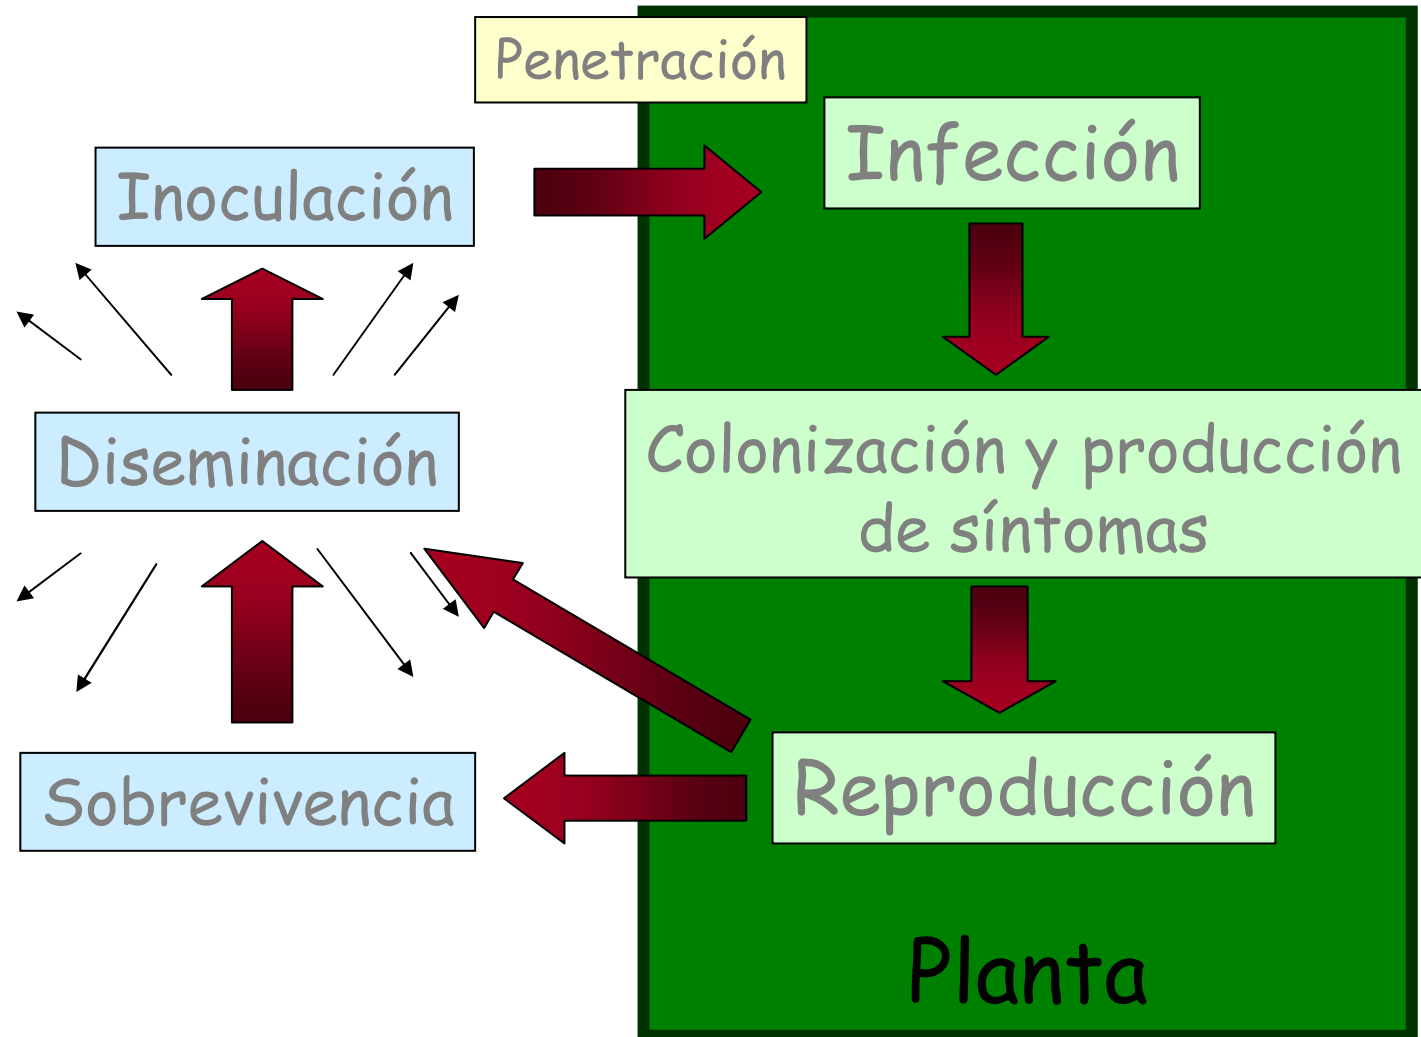 Penetración
Infección
Inoculación
Diseminación
Colonización y producción
de síntomas
Sobrevivencia
Reproducción
Planta